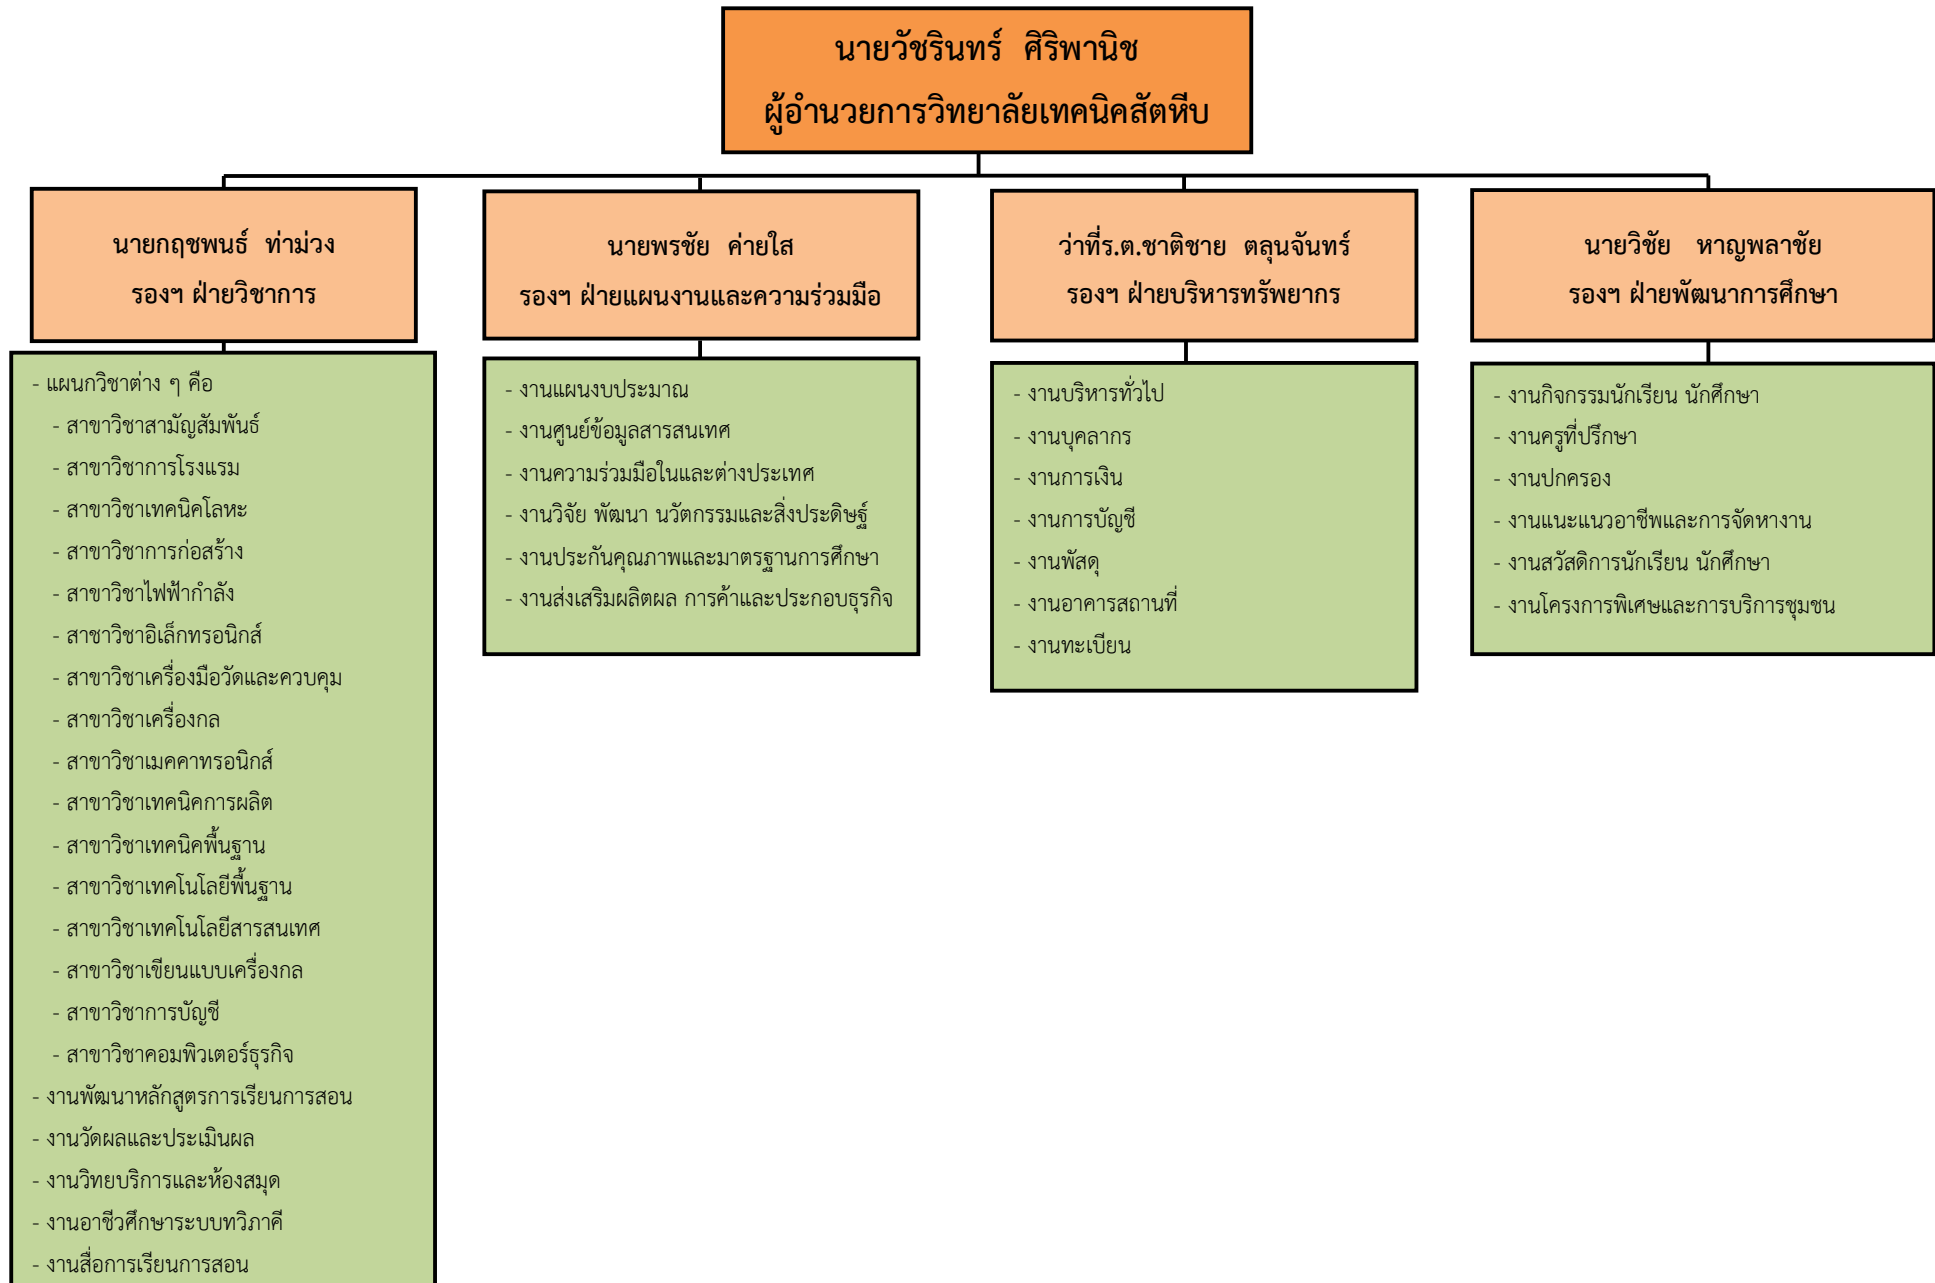 นายวัชรินทร์ ศิริพานิช
ผู้อำนวยการวิทยาลัยเทคนิคสัตหีบ
นายกฤชพนธ์ ท่าม่วง
รองฯ ฝ่ายวิชาการ
นายพรชัย ค่ายใส
รองฯ ฝ่ายแผนงานและความร่วมมือ
ว่าที่ร.ต.ชาติชาย ตลุนจันทร์
รองฯ ฝ่ายบริหารทรัพยากร
นายวิชัย หาญพลาชัย
รองฯ ฝ่ายพัฒนาการศึกษา
- แผนกวิชาต่าง ๆ คือ
- สาขาวิชาสามัญสัมพันธ์
- สาขาวิชาการโรงแรม
- สาขาวิชาเทคนิคโลหะ
- สาขาวิชาการก่อสร้าง
- สาขาวิชาไฟฟ้ากำลัง
- สาชาวิชาอิเล็กทรอนิกส์
- สาขาวิชาเครื่องมือวัดและควบคุม
- สาขาวิชาเครื่องกล
- สาขาวิชาเมคคาทรอนิกส์
- สาขาวิชาเทคนิคการผลิต
- สาขาวิชาเทคนิคพื้นฐาน
- สาขาวิชาเทคโนโลยีพื้นฐาน
- สาขาวิชาเทคโนโลยีสารสนเทศ
- สาขาวิชาเขียนแบบเครื่องกล
- สาขาวิชาการบัญชี
- สาขาวิชาคอมพิวเตอร์ธุรกิจ
- งานพัฒนาหลักสูตรการเรียนการสอน
- งานวัดผลและประเมินผล
- งานวิทยบริการและห้องสมุด
- งานอาชีวศึกษาระบบทวิภาคี
- งานสื่อการเรียนการสอน
- งานแผนงบประมาณ
- งานศูนย์ข้อมูลสารสนเทศ
- งานความร่วมมือในและต่างประเทศ
- งานวิจัย พัฒนา นวัตกรรมและสิ่งประดิษฐ์
- งานประกันคุณภาพและมาตรฐานการศึกษา
- งานส่งเสริมผลิตผล การค้าและประกอบธุรกิจ
- งานบริหารทั่วไป
- งานบุคลากร
- งานการเงิน
- งานการบัญชี
- งานพัสดุ
- งานอาคารสถานที่
- งานทะเบียน
- งานกิจกรรมนักเรียน นักศึกษา
- งานครูที่ปรึกษา
- งานปกครอง
- งานแนะแนวอาชีพและการจัดหางาน
- งานสวัสดิการนักเรียน นักศึกษา
- งานโครงการพิเศษและการบริการชุมชน